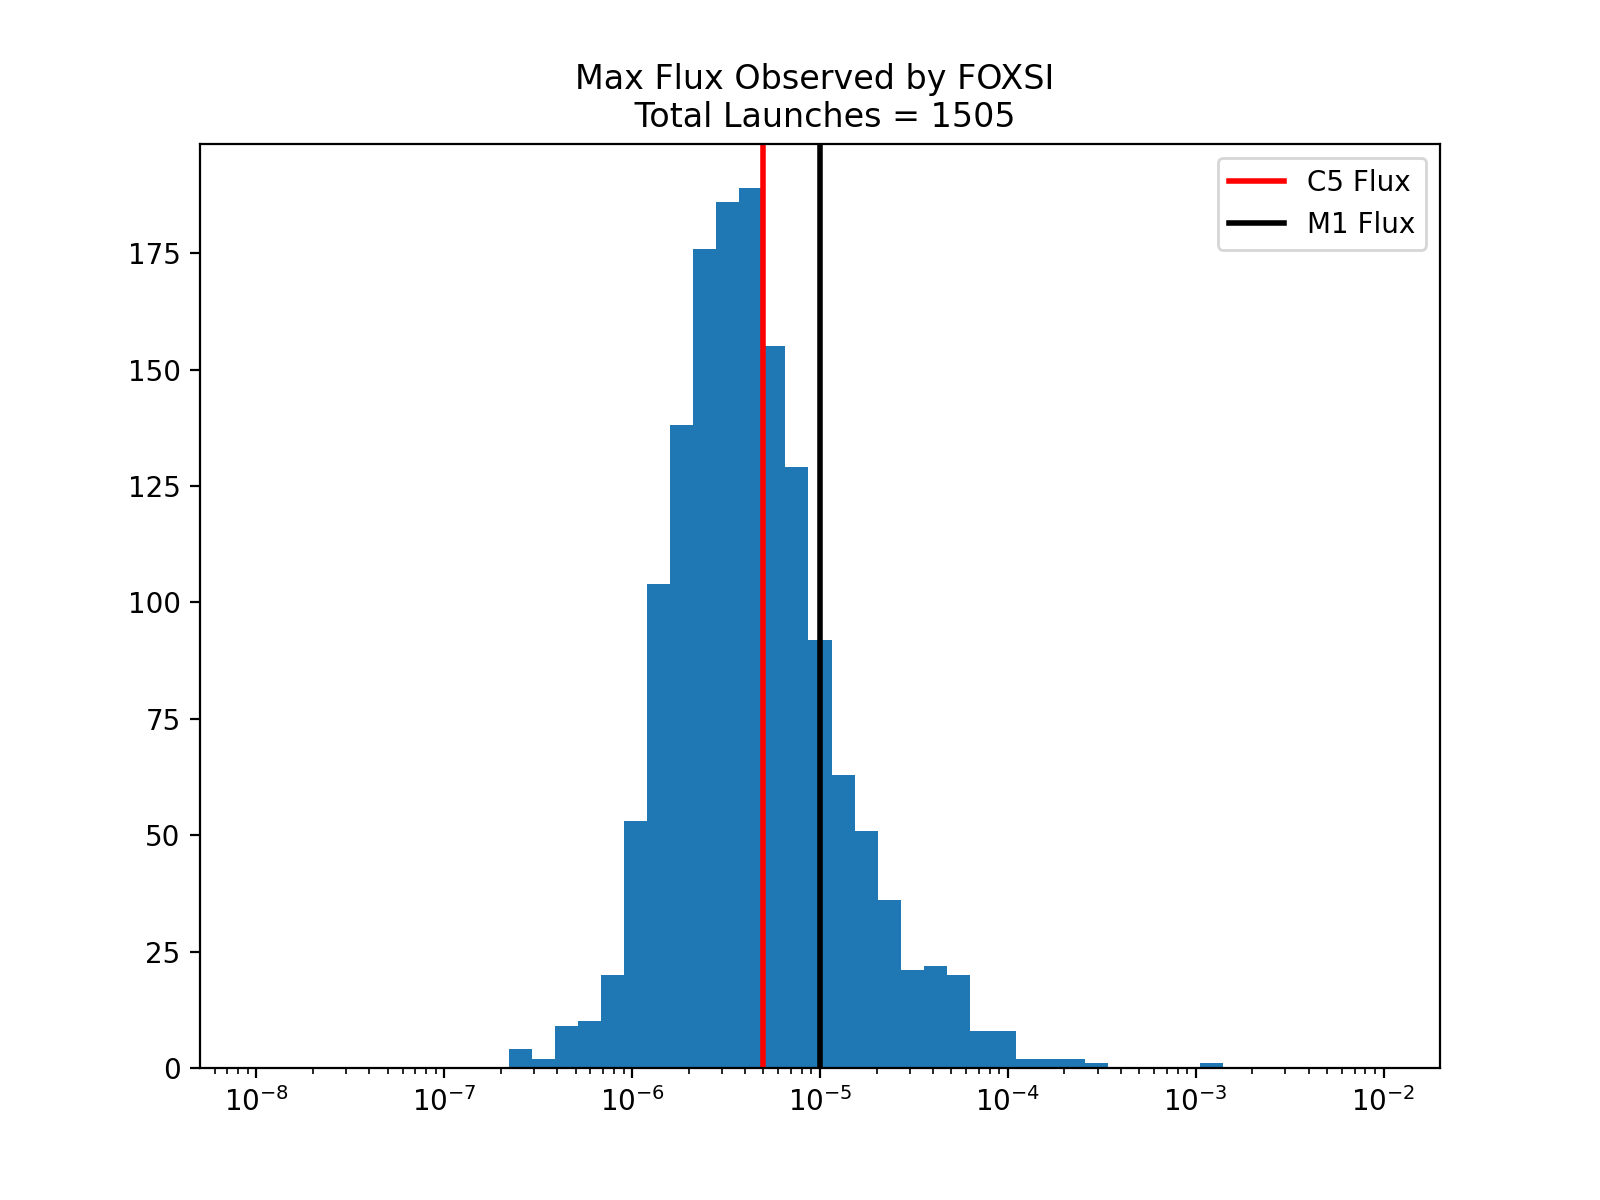 Max Flux Observed by FOXSI
Total Launches = 1505
C5 Flux
M1 Flux
175
150
125
100
75
50
25
0
10⁻⁸ 10⁻⁷ 10⁻⁶ 10⁻⁵ 10⁻⁴ 10⁻³ 10⁻²